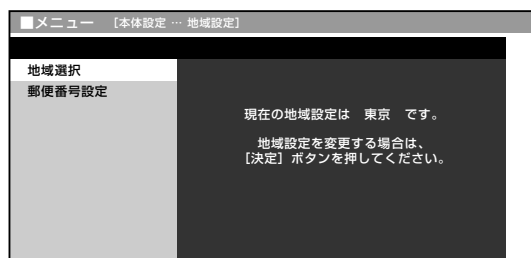 ■メニュー [本体設定 … 地域設定]
地域選択
郵便番号設定
現在の地域設定は 東京 です。
地域設定を変更する場合は、
[決定] ボタンを押してください。